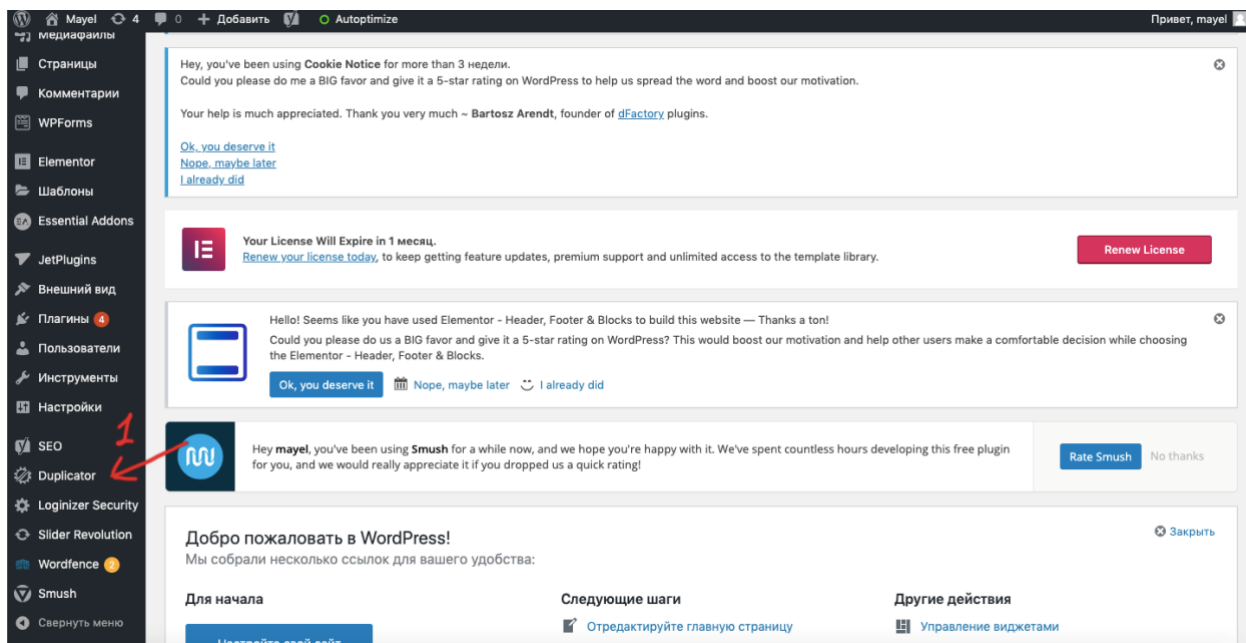 Mayel 4 0 + Добавить Autoptimize Привет, mayel
Медиафайлы
Страницы
Комментарии
WPForms
Elementor
Шаблоны
Essential Addons
JetPlugins
Внешний вид
Плагины 4
Пользователи
Инструменты
Настройки
1
SEO
Duplicator
Loginizer Security
Slider Revolution
Wordfence 2
Smush
Свернуть меню
Hey, you've been using Cookie Notice for more than 3 недели.
Could you please do me a BIG favor and give it a 5-star rating on WordPress to help us spread the word and boost our motivation.
Your help is much appreciated. Thank you very much ~ Bartosz Arendt, founder of dFactory plugins.
Ok, you deserve it
Nope, maybe later
I already did
Your License Will Expire in 1 месяц.
Renew your license today, to keep getting feature updates, premium support and unlimited access to the template library.
Renew License
Hello! Seems like you have used Elementor - Header, Footer & Blocks to build this website — Thanks a ton!
Could you please do us a BIG favor and give it a 5-star rating on WordPress? This would boost our motivation and help other users make a comfortable decision while choosing
the Elementor - Header, Footer & Blocks.
Ok, you deserve it Nope, maybe later I already did
Hey mayel, you've been using Smush for a while now, and we hope you're happy with it. We've spent countless hours developing this free plugin
for you, and we would really appreciate it if you dropped us a quick rating!
Rate Smush No thanks
Добро пожаловать в WordPress!
Закрыть
Мы собрали несколько ссылок для вашего удобства:
Для начала
Настройте свой сайт
Следующие шаги
Отредактируйте главную страницу
Другие действия
Управление виджетами